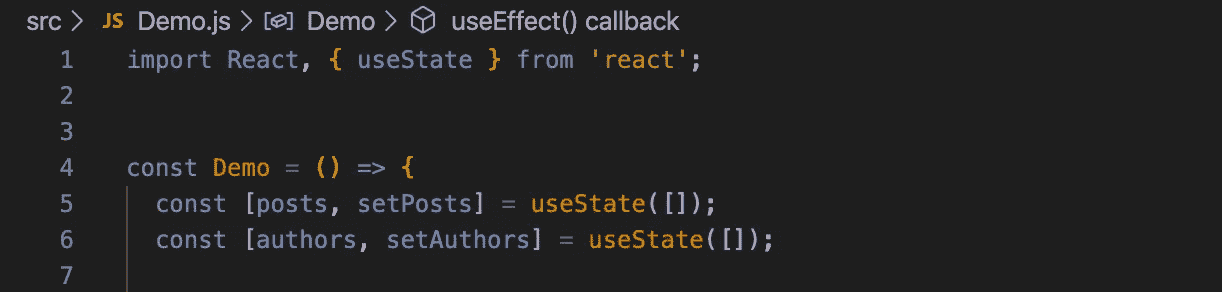 src > JS Demo.js > Demo > useEffect() callback
1 import React, { useState } from 'react';
2
3
4 const Demo = () => {
5 const [posts, setPosts] = useState([]);
6 const [authors, setAuthors] = useState([]);
7